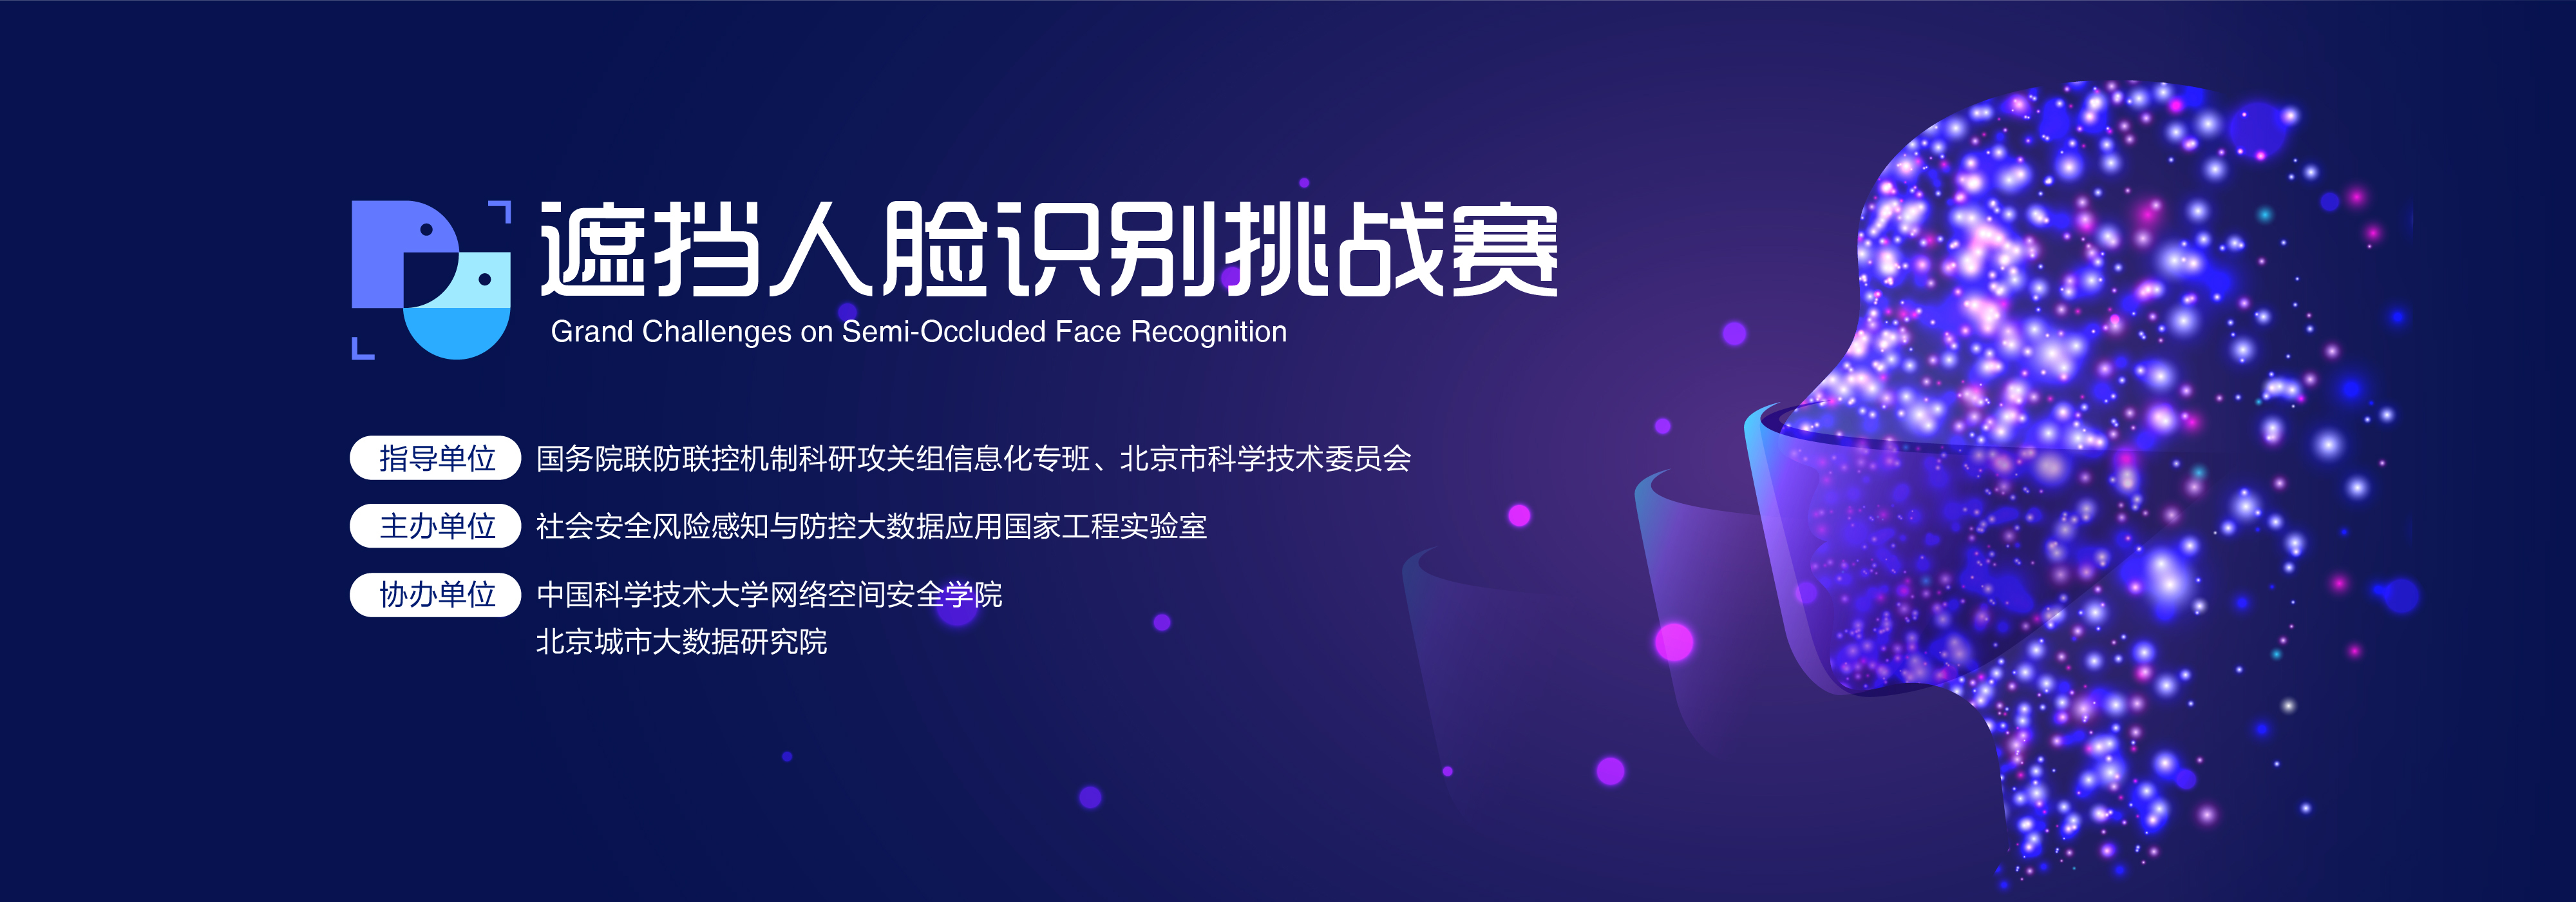 遮挡人脸识别挑战赛
Grand Challenges on Semi-Occluded Face Recognition
指导单位 国务院联防联控机制科研攻关组信息化专班、北京市科学技术委员会
主办单位 社会安全风险感知与防控大数据应用国家工程实验室
协办单位 中国科学技术大学网络空间安全学院
北京城市大数据研究院